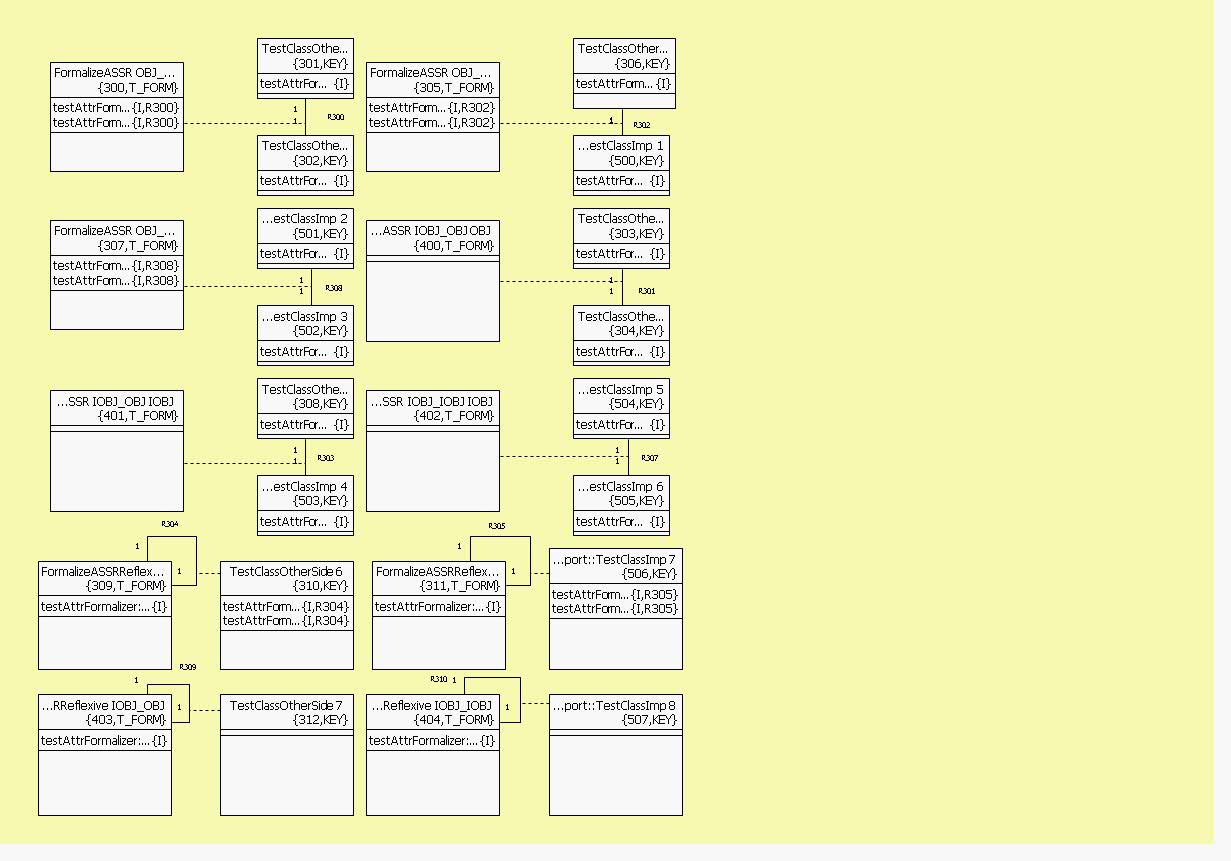 TestClassOthe...
{301,KEY}
testAttrFor... {I}
FormalizeASSR OBJ_...
{300,T_FORM}
testAttrForm...{I,R300}
testAttrForm...{I,R300}
1
1
R300
TestClassOthe...
{302,KEY}
testAttrFor... {I}
TestClassOther...
{306,KEY}
testAttrForm... {I}
FormalizeASSR OBJ_...
{305,T_FORM}
testAttrForm...{I,R302}
testAttrForm...{I,R302}
1
R302
...estClassImp 1
{500,KEY}
testAttrFor... {I}
...estClassImp 2
{501,KEY}
testAttrFor... {I}
FormalizeASSR OBJ_...
{307,T_FORM}
testAttrForm...{I,R308}
testAttrForm...{I,R308}
1
1
R308
...estClassImp 3
{502,KEY}
testAttrFor... {I}
TestClassOthe...
{303,KEY}
testAttrFor... {I}
...ASSR IOBJ_OBJ OBJ
{400,T_FORM}
1
1
R301
TestClassOthe...
{304,KEY}
testAttrFor... {I}
TestClassOthe...
{308,KEY}
testAttrFor... {I}
...SSR IOBJ_OBJ IOBJ
{401,T_FORM}
1
1
R303
...estClassImp 4
{503,KEY}
testAttrFor... {I}
...estClassImp 5
{504,KEY}
testAttrFor... {I}
...SSR IOBJ_IOBJ IOBJ
{402,T_FORM}
1
1
R307
...estClassImp 6
{505,KEY}
testAttrFor... {I}
R304
1
1
FormalizeASSRReflex...
{309,T_FORM}
testAttrFormalizer:... {I}
TestClassOtherSide 6
{310,KEY}
testAttrForm...{I,R304}
testAttrForm...{I,R304}
R305
1
1
FormalizeASSRReflex...
{311,T_FORM}
testAttrFormalizer:... {I}
...port::TestClassImp 7
{506,KEY}
testAttrForm...{I,R305}
testAttrForm...{I,R305}
R309
1
1
...RReflexive IOBJ_OBJ
{403,T_FORM}
testAttrFormalizer:... {I}
TestClassOtherSide 7
{312,KEY}
R310
1
1
...Reflexive IOBJ_IOBJ
{404,T_FORM}
testAttrFormalizer:... {I}
...port::TestClassImp 8
{507,KEY}